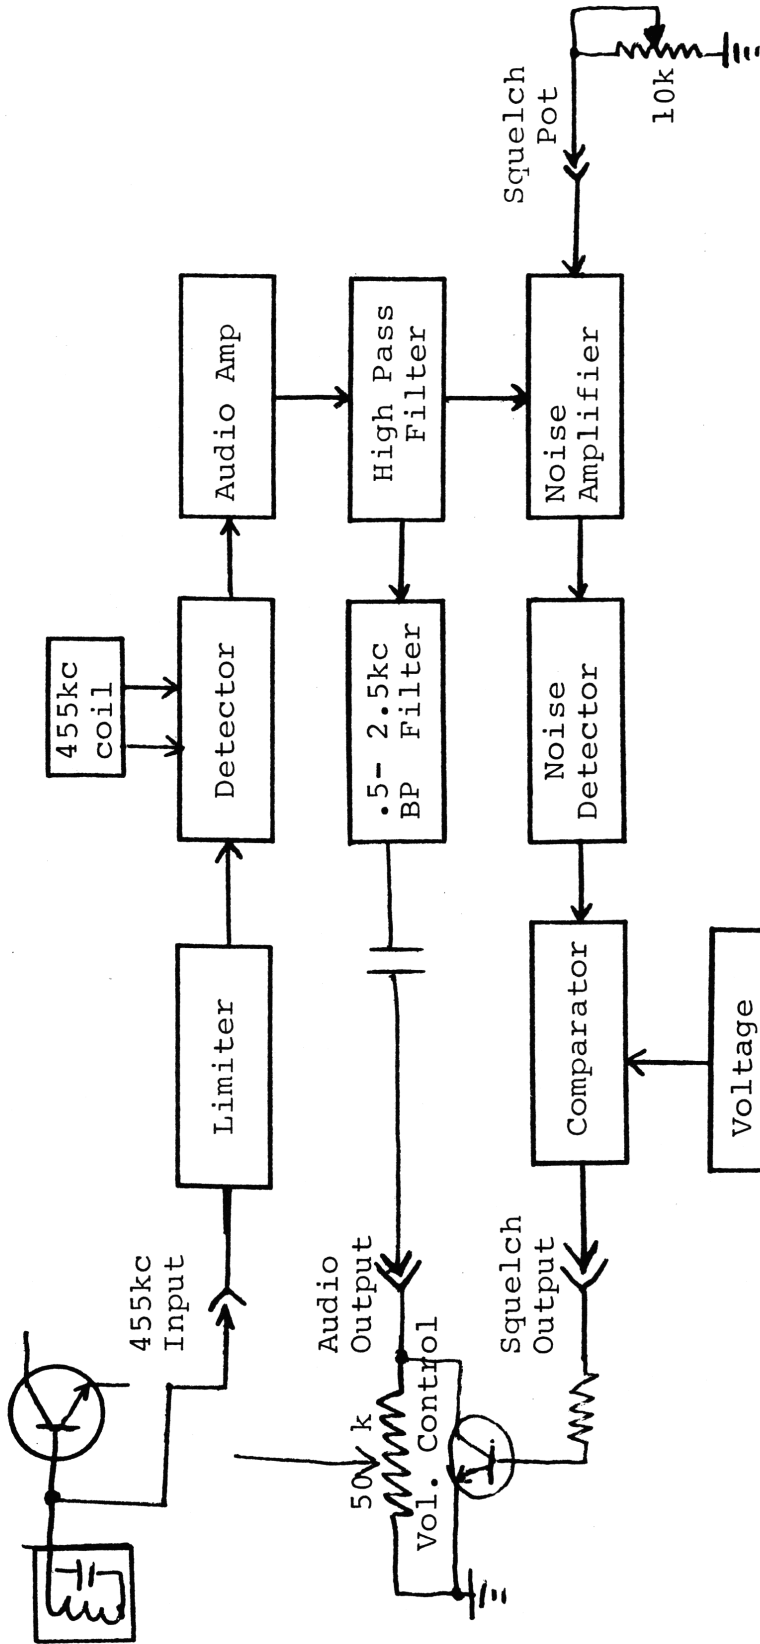 455kc
Input
Limiter
Detector
455kc
coil
Audio Amp
50 k
Vol. Control
Audio
Output
.5- 2.5kc
BP Filter
High Pass
Filter
Squelch
Output
Comparator
Noise
Detector
Noise
Amplifier
Squelch
Pot
10k
Voltage